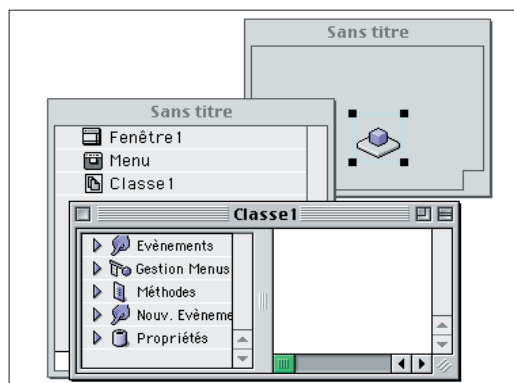 Sans titre
Sans titre
Fenêtre1
Menu
Classe1
Classe1
Evènements
Gestion Menus
Méthodes
Nouv. Evèneme
Propriétés